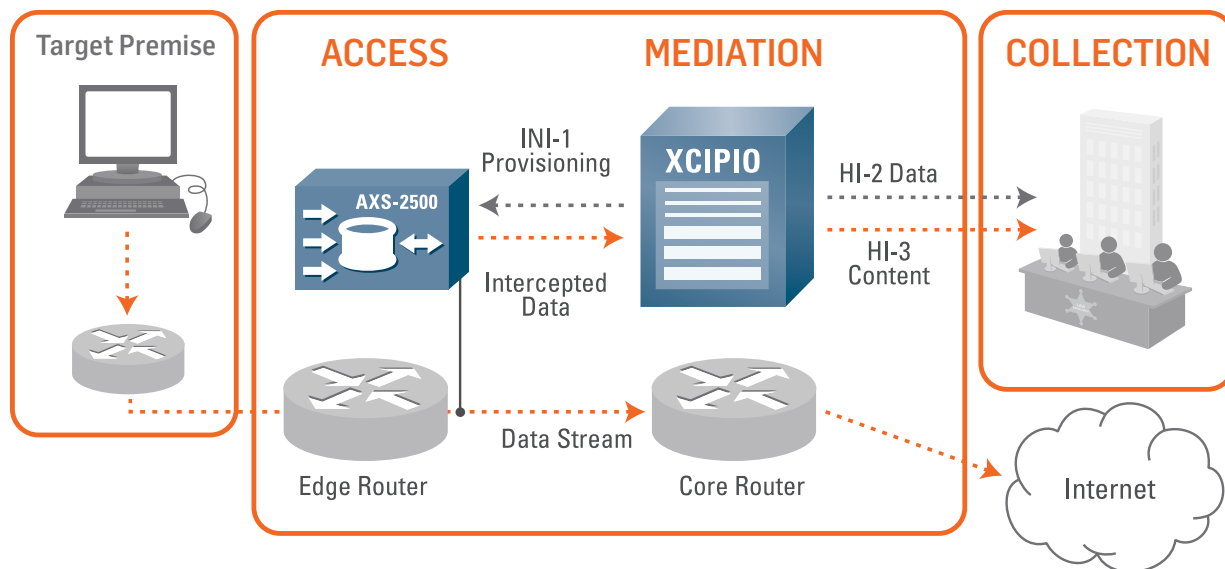 Target Premise
ACCESS
MEDIATION
COLLECTION
INI-1
Provisioning
XCIPIO
HI-2 Data
AXS-2500
HI-3
Content
Intercepted
Data
Data Stream
Edge Router
Core Router
Internet